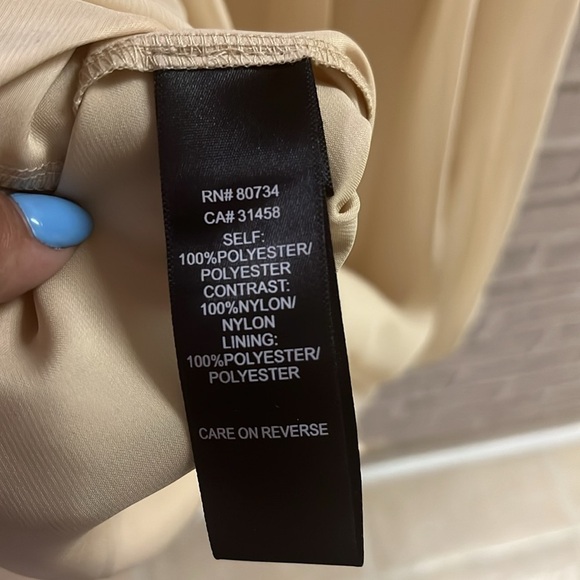 RN# 80734
CA# 31458
SELF:
100%POLYESTER/
POLYESTER
CONTRAST:
100%NYLON/
NYLON
LINING:
100%POLYESTER/
POLYESTER
CARE ON REVERSE